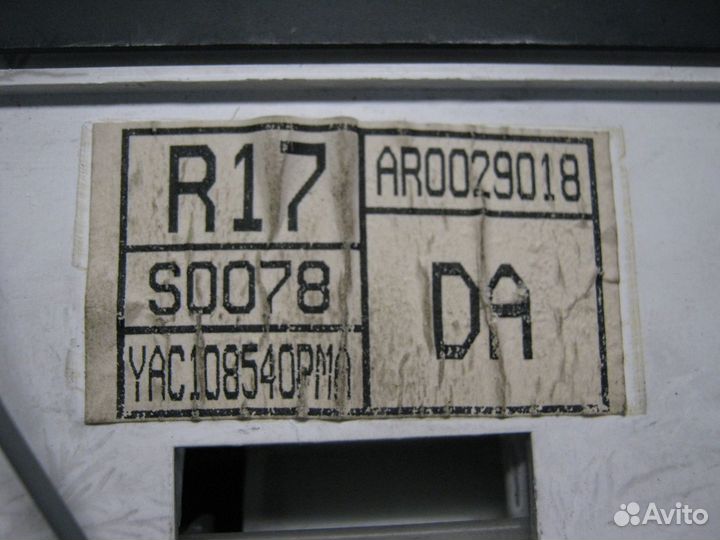 R17
AR0029018
S0078
DA
YAC108540PMA
Avito